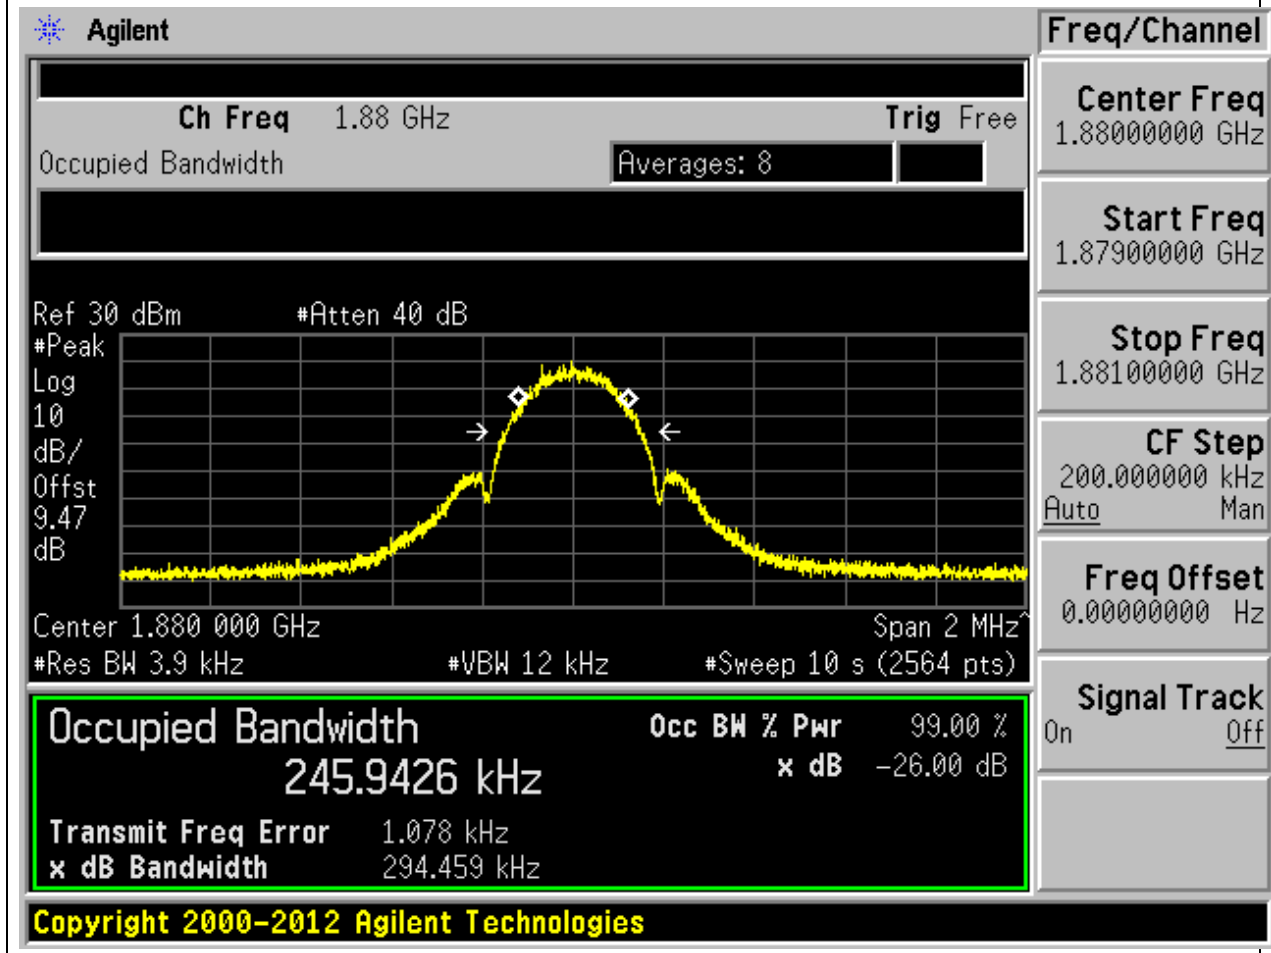 Agilent
Ch Freq 1.88 GHz Trig Free
Occupied Bandwidth Averages: 8
Ref 30 dBm #Atten 40 dB
#Peak
Log
10
dB/
Offst
9.47
dB
Center 1.880 000 GHz Span 2 MHz^
#Res BW 3.9 kHz #VBW 12 kHz #Sweep 10 s (2564 pts)
Occupied Bandwidth Occ BW % Pwr 99.00 %
245.9426 kHz x dB -26.00 dB
Transmit Freq Error 1.078 kHz
x dB Bandwidth 294.459 kHz
Copyright 2000-2012 Agilent Technologies
Freq/Channel
Center Freq
1.88000000 GHz
Start Freq
1.87900000 GHz
Stop Freq
1.88100000 GHz
CF Step
200.000000 kHz
Auto Man
Freq Offset
0.00000000 Hz
Signal Track
On Off